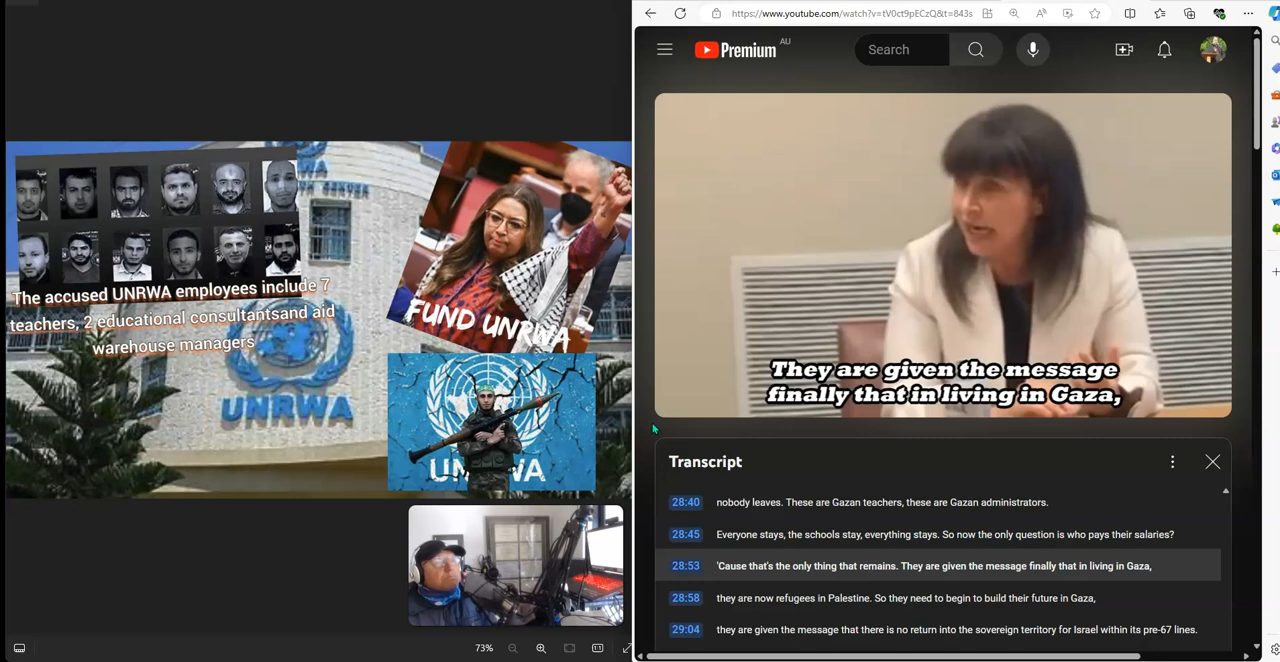 The accused UNRWA employees include 7
teachers, 2 educational consultantsand aid
warehouse managers
UNRWA
FUND UNRWA
73%
https://www.youtube.com/watch?v=tV0ct9pECzQ&t=843s
Premium AU
Search
They are given the message
finally that in living in Gaza,
Transcript
28:40 nobody leaves. These are Gazan teachers, these are Gazan administrators.
28:45 Everyone stays, the schools stay, everything stays. So now the only question is who pays their salaries?
28:53 'Cause that's the only thing that remains. They are given the message finally that in living in Gaza,
28:58 they are now refugees in Palestine. So they need to begin to build their future in Gaza,
29:04 they are given the message that there is no return into the sovereign territory for Israel within its pre-67 lines.